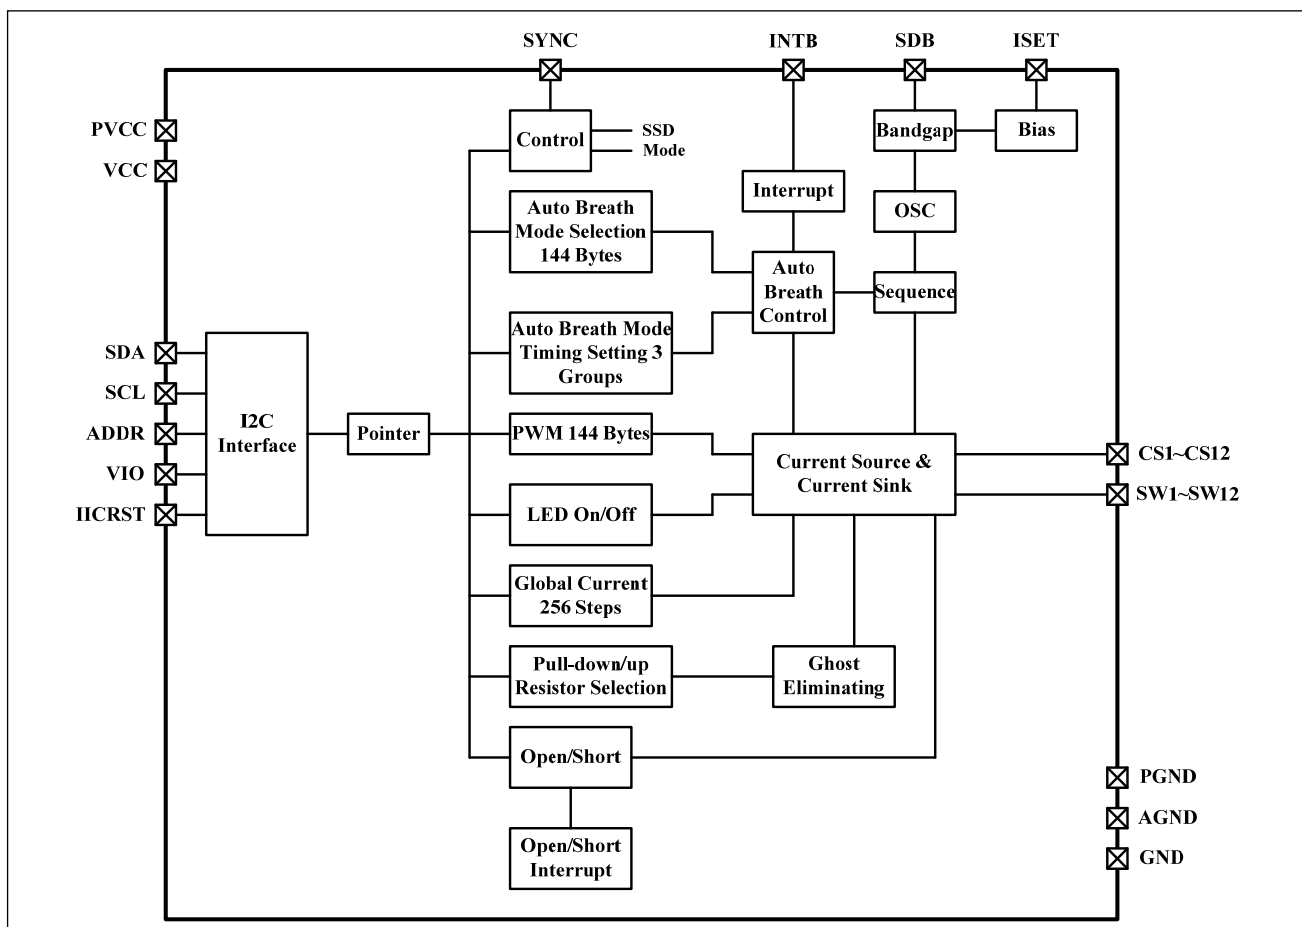 SYNC
INTB
SDB
ISET
PVCC
VCC
Control
SSD
Mode
Bandgap
Bias
Interrupt
Auto Breath
Mode Selection
144 Bytes
OSC
Auto
Breath
Control
Sequence
Auto Breath Mode
Timing Setting 3
Groups
SDA
SCL
ADDR
VIO
IICRST
I2C
Interface
Pointer
PWM 144 Bytes
Current Source &
Current Sink
CS1~CS12
SW1~SW12
LED On/Off
Global Current
256 Steps
Pull-down/up
Resistor Selection
Ghost
Eliminating
Open/Short
Open/Short
Interrupt
PGND
AGND
GND